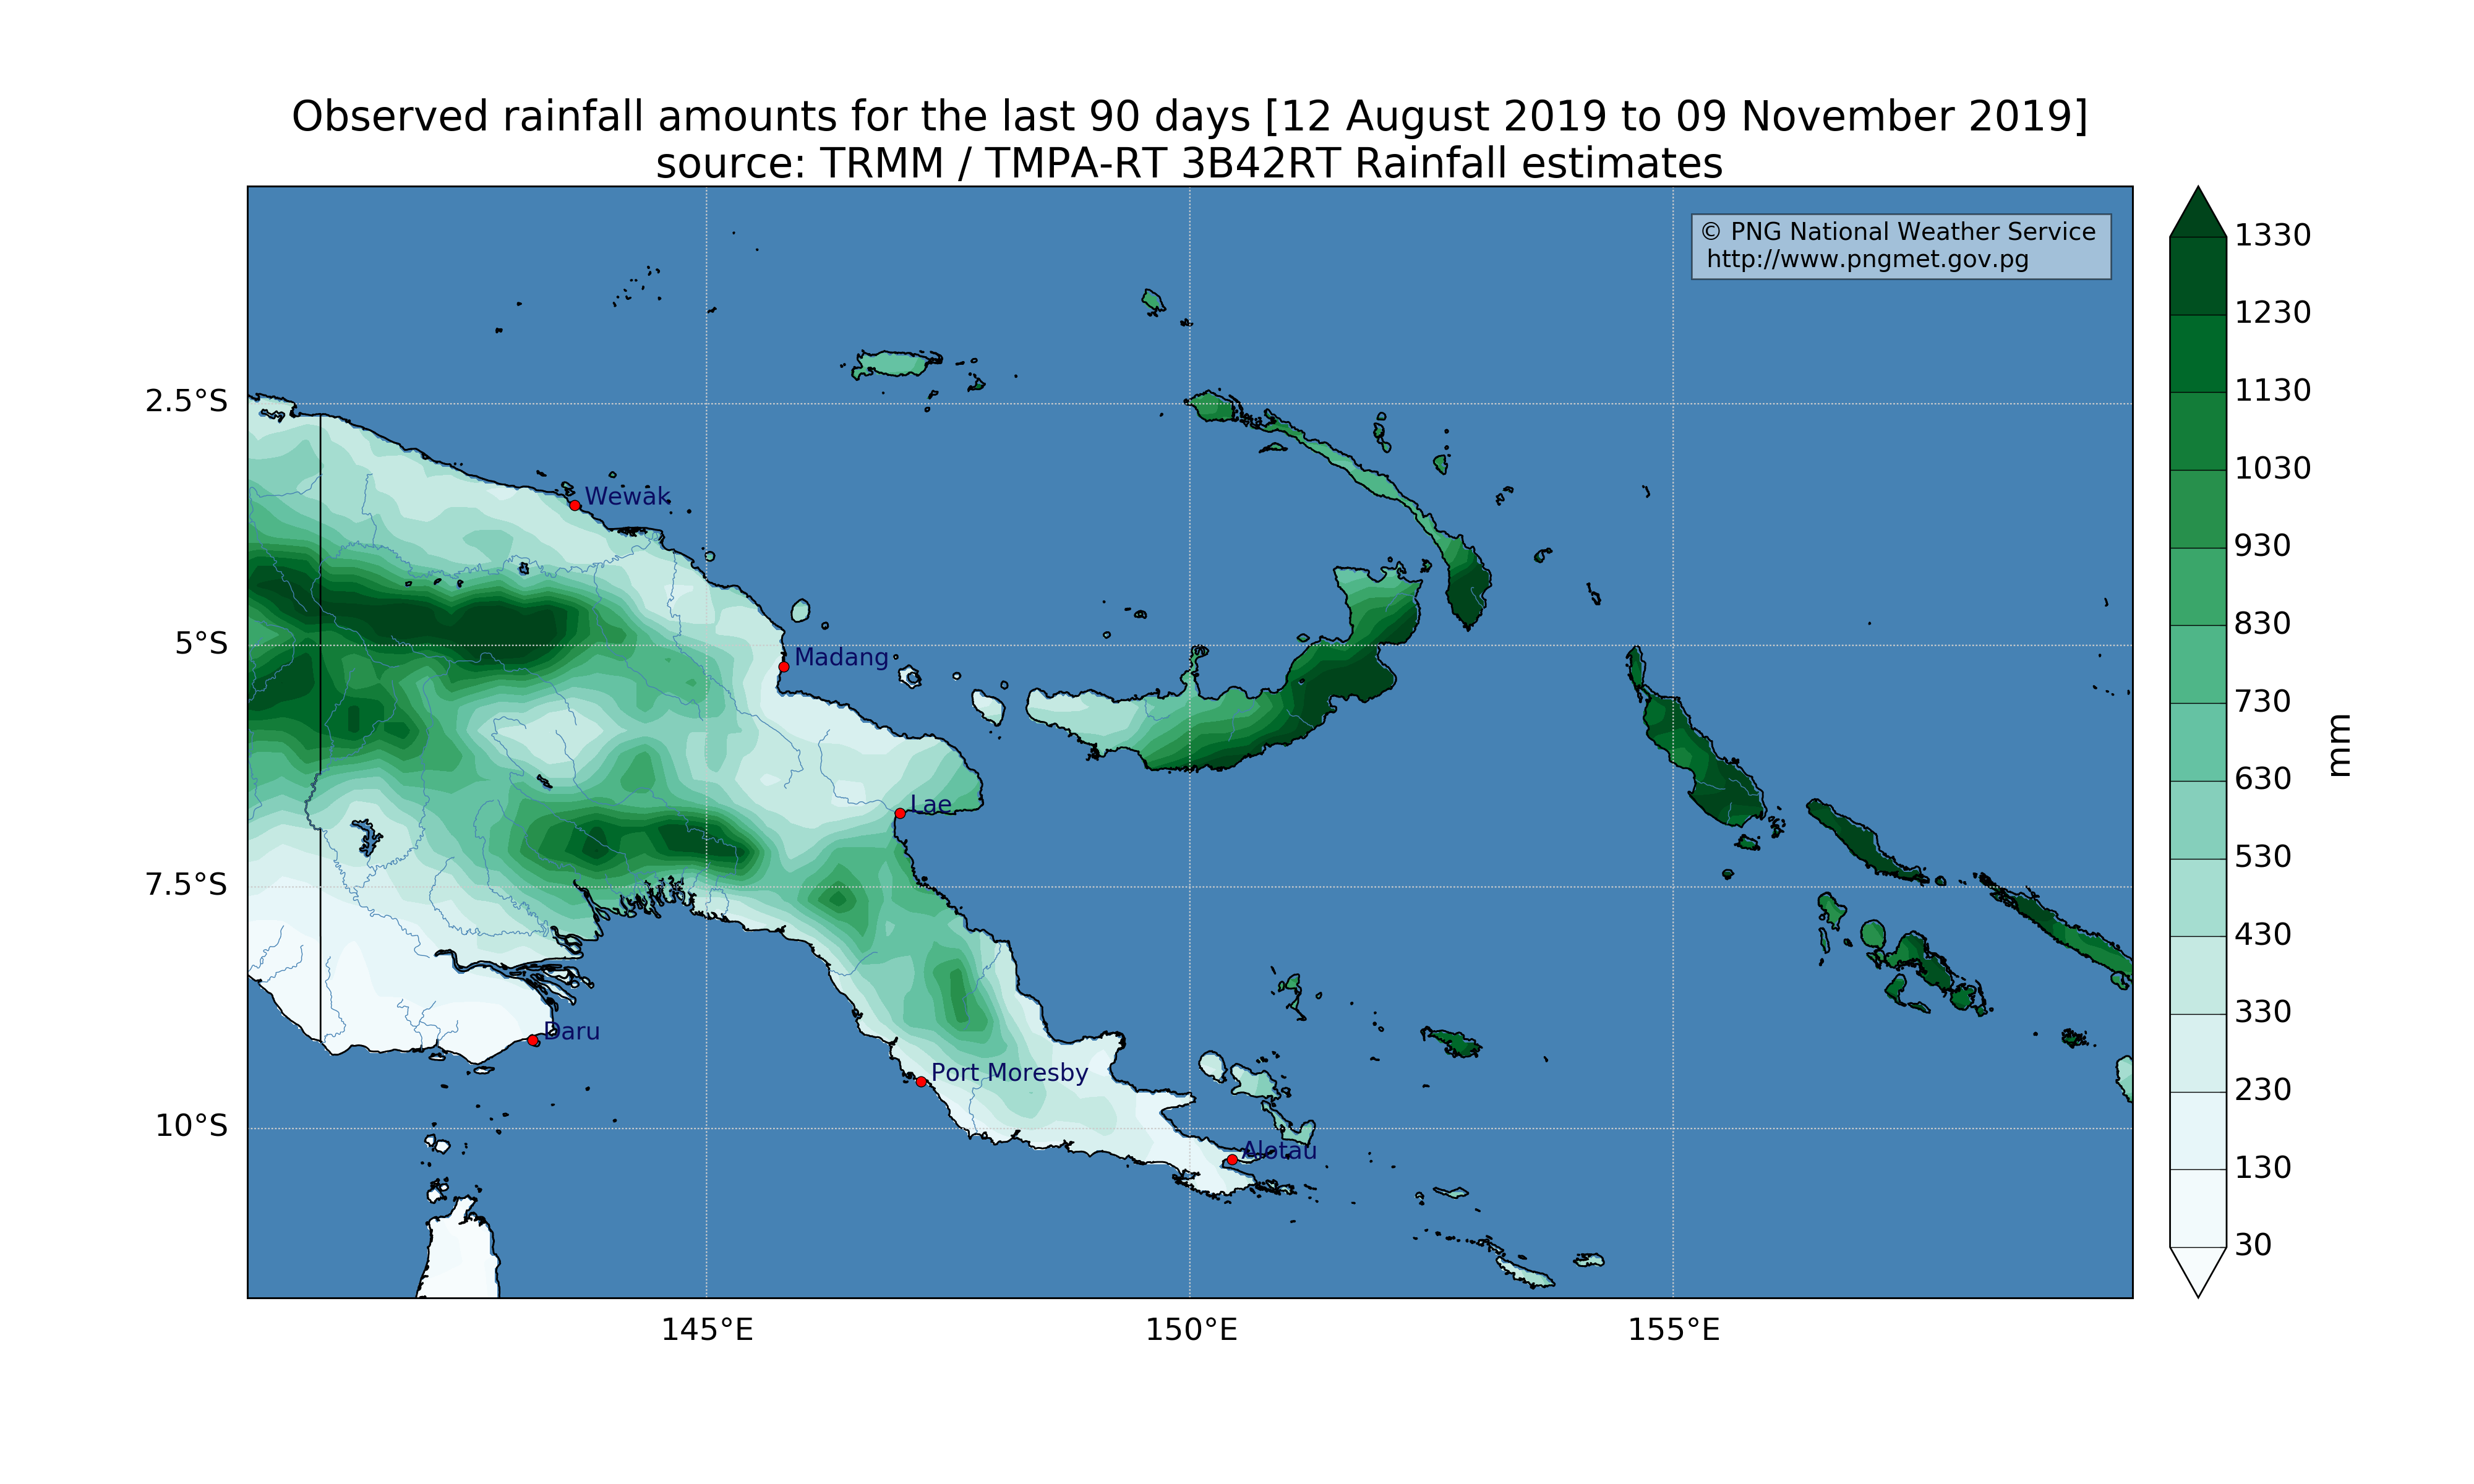 Observed rainfall amounts for the last 90 days [12 August 2019 to 09 November 2019]
source: TRMM / TMPA-RT 3B42RT Rainfall estimates
© PNG National Weather Service
http://www.pngmet.gov.pg
1330
1230
1130
1030
930
830
730
630
530
430
330
230
130
30
mm
2.5°S
5°S
7.5°S
10°S
Wewak
Madang
Lae
Daru
Port Moresby
Alotau
145°E
150°E
155°E